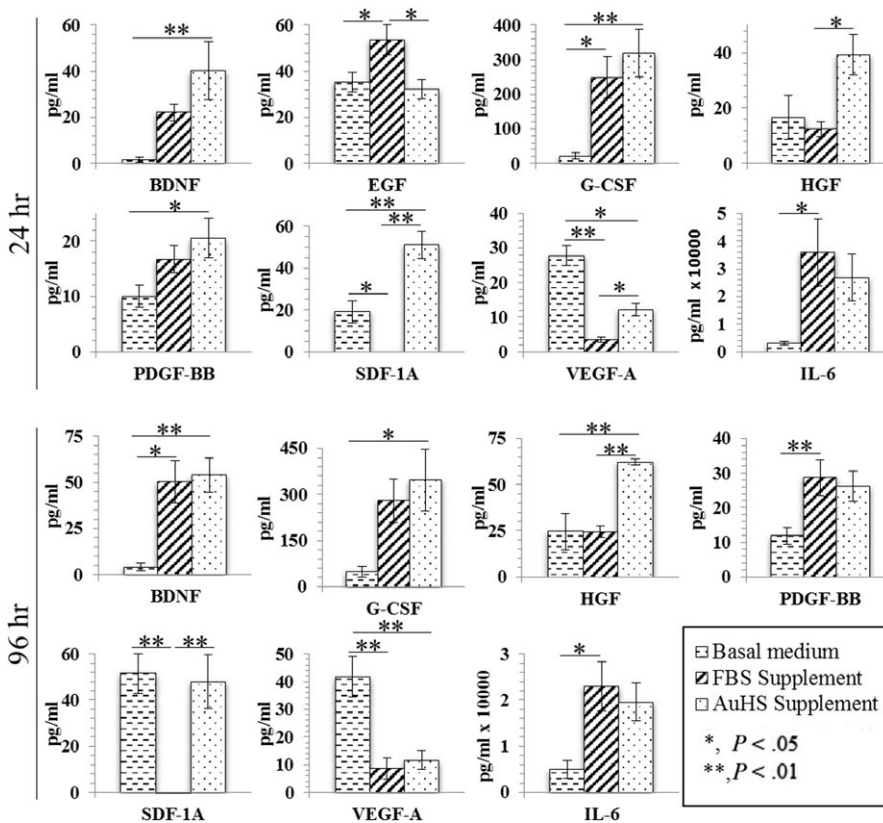 24 hr
pg/ml
60
40
20
0
**
BDNF
pg/ml
60
40
20
0
* *
EGF
pg/ml
400
300
200
100
0
**
*
G-CSF
pg/ml
60
40
20
0
*
HGF
pg/ml
20
10
0
*
PDGF-BB
pg/ml
60
40
20
0
**
**
*
SDF-1A
pg/ml
40
30
20
10
0
*
**
*
VEGF-A
pg/ml x 10000
5
4
3
2
1
0
*
IL-6
96 hr
pg/ml
75
50
25
0
**
*
BDNF
pg/ml
450
300
150
0
*
G-CSF
pg/ml
75
50
25
0
**
**
HGF
pg/ml
40
30
20
10
0
**
PDGF-BB
pg/ml
60
40
20
0
** **
SDF-1A
pg/ml
50
40
30
20
10
0
**
**
VEGF-A
pg/ml x 10000
3
2
1
0
*
IL-6
Basal medium
FBS Supplement
AuHS Supplement
*, P < .05
**, P < .01